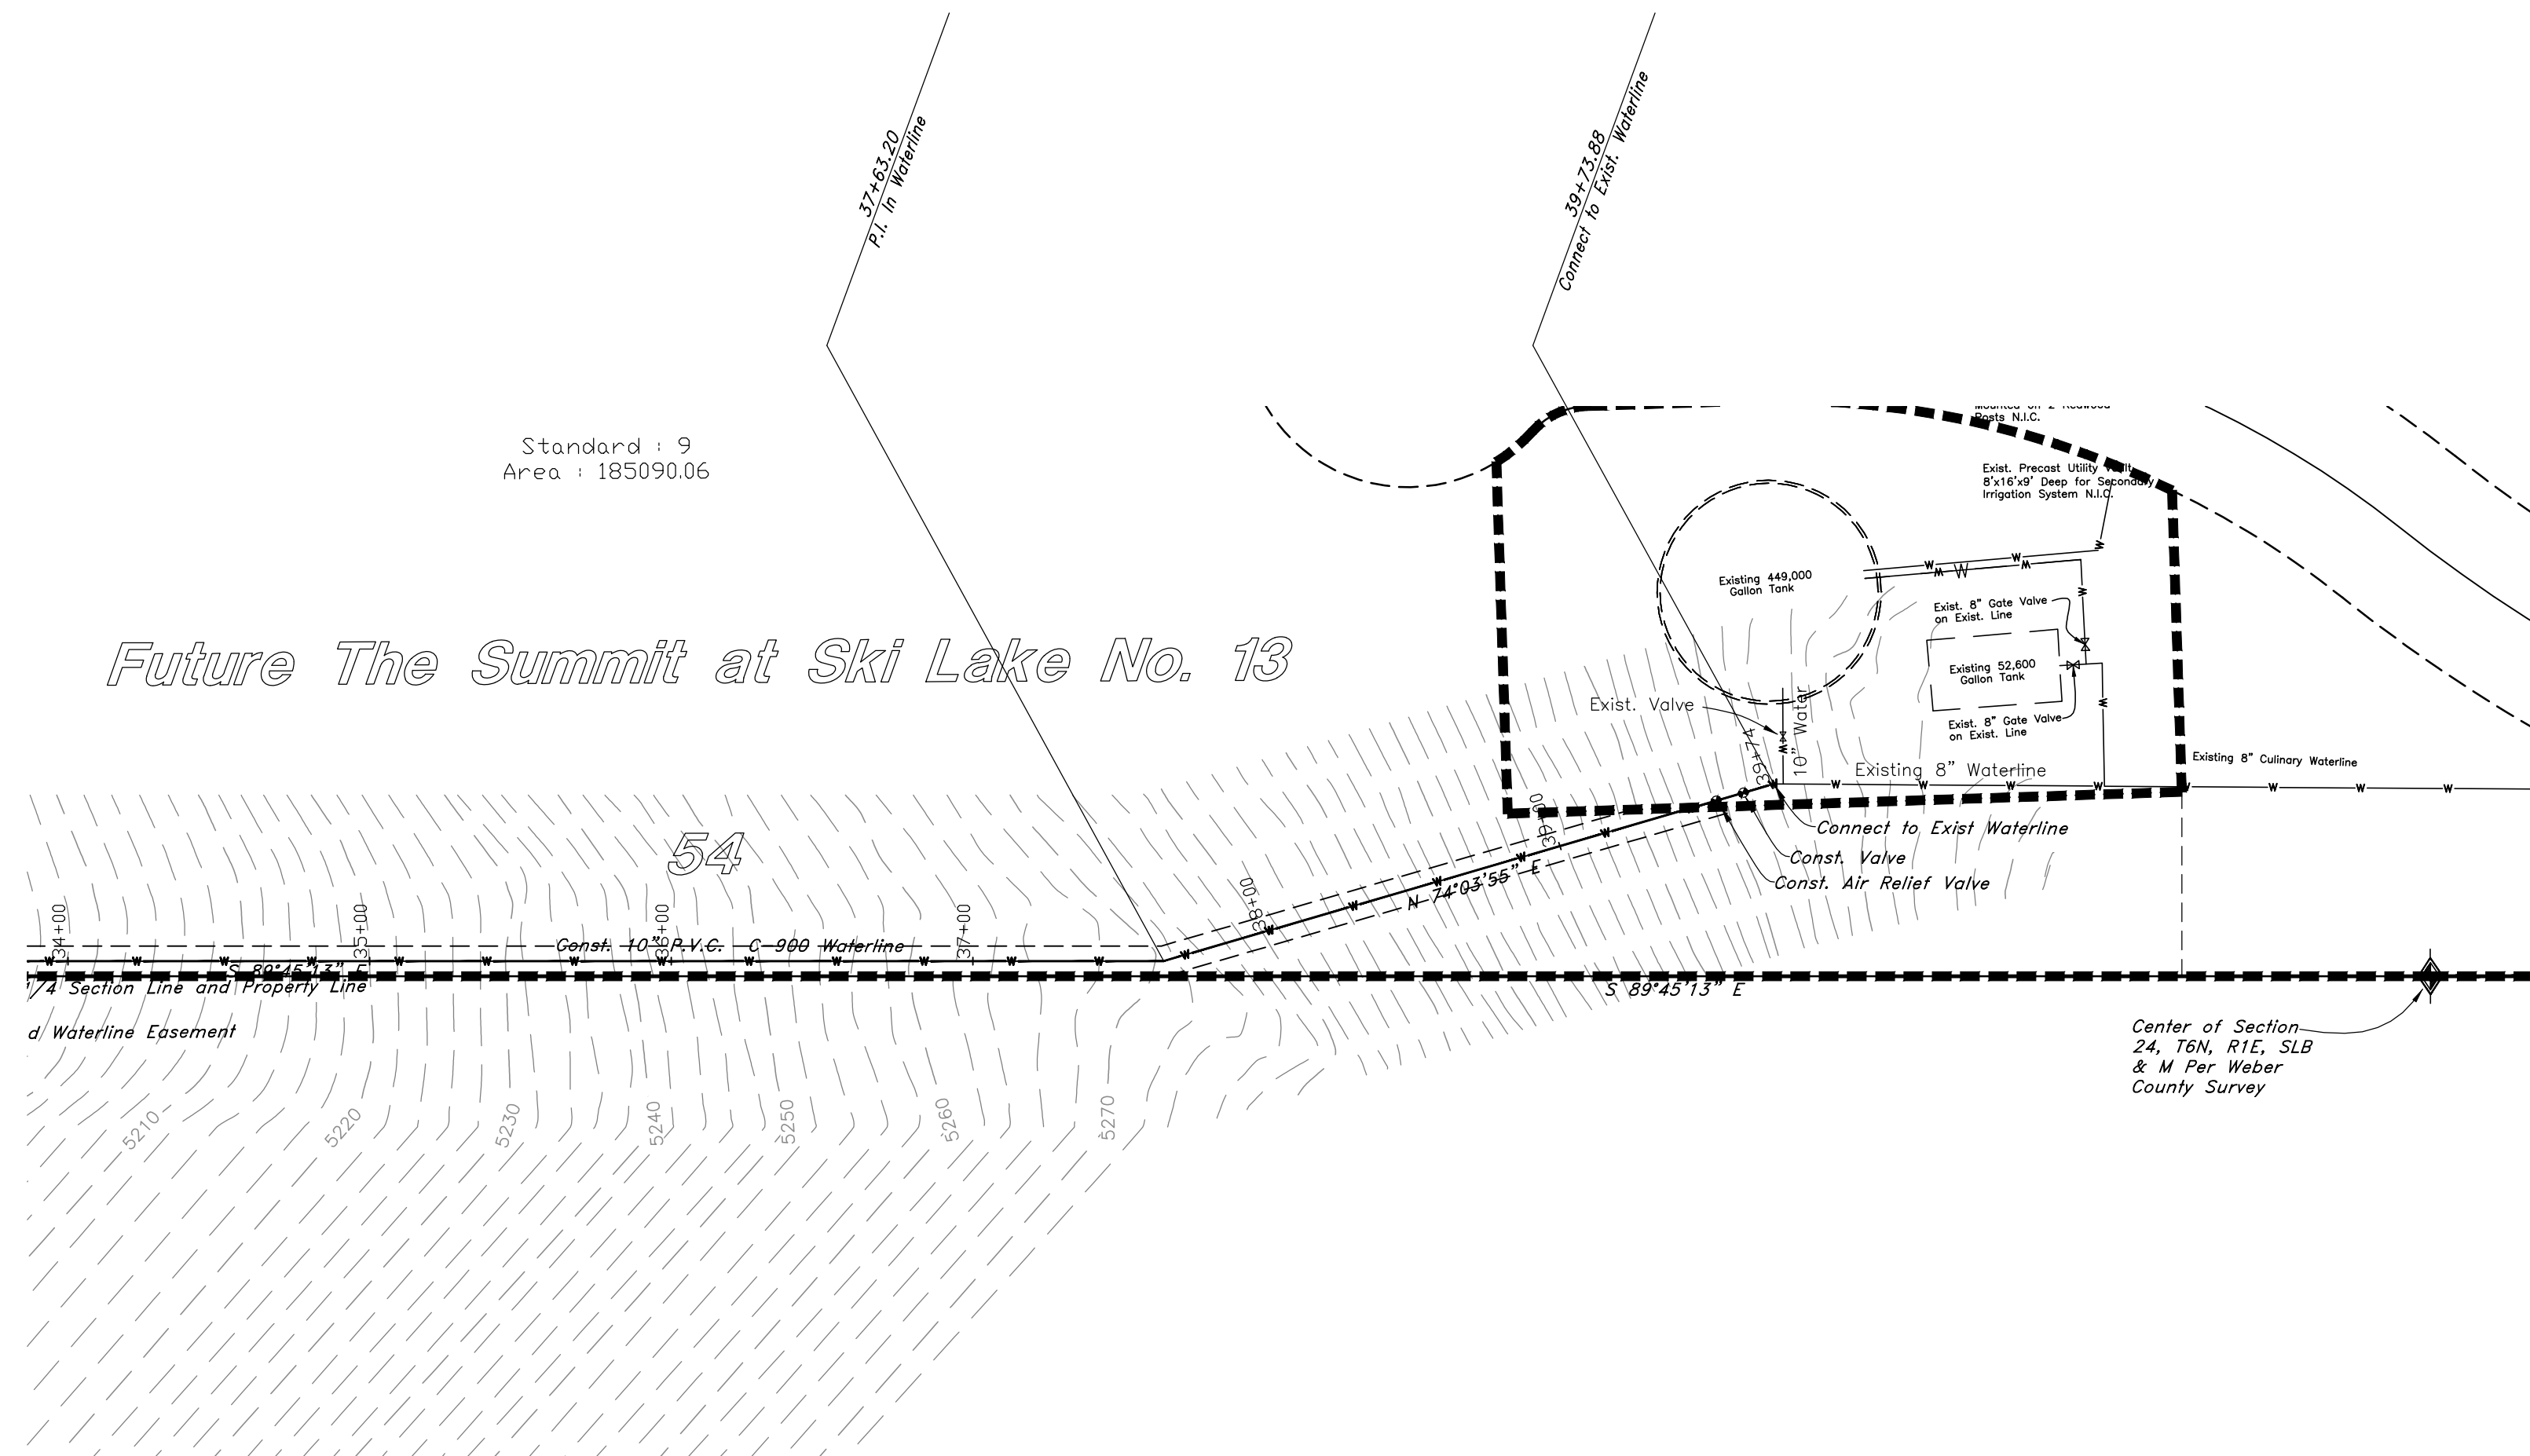 37+63.20
P.I. In Waterline
39+73.88
Connect to Exist. Waterline
Standard : 9
Area : 185090.06
Posts N.I.C.
Exist. Precast Utility Vault
8'x16'x9' Deep for Secondary
Irrigation System N.I.C.
Existing 449,000
Gallon Tank
W
W
W
W
W
W
Exist. 8" Gate Valve
on Exist. Line
Future The Summit at Ski Lake No. 13
Existing 52,600
Gallon Tank
Exist. Valve
Exist. 8" Gate Valve
on Exist. Line
10" Water
39+74
Existing 8" Waterline
Existing 8" Culinary Waterline
39+00
Connect to Exist Waterline
54
Const. Valve
N 74°03'55" E
Const. Air Relief Valve
38+00
34+00
35+00
36+00
37+00
Const. 10" P.V.C. C-900 Waterline
S 89°45'13" E
1/4 Section Line and Property Line
S 89°45'13" E
d Waterline Easement
Center of Section
24, T6N, R1E, SLB
& M Per Weber
County Survey
5210
5220
5230
5240
5250
5260
5270